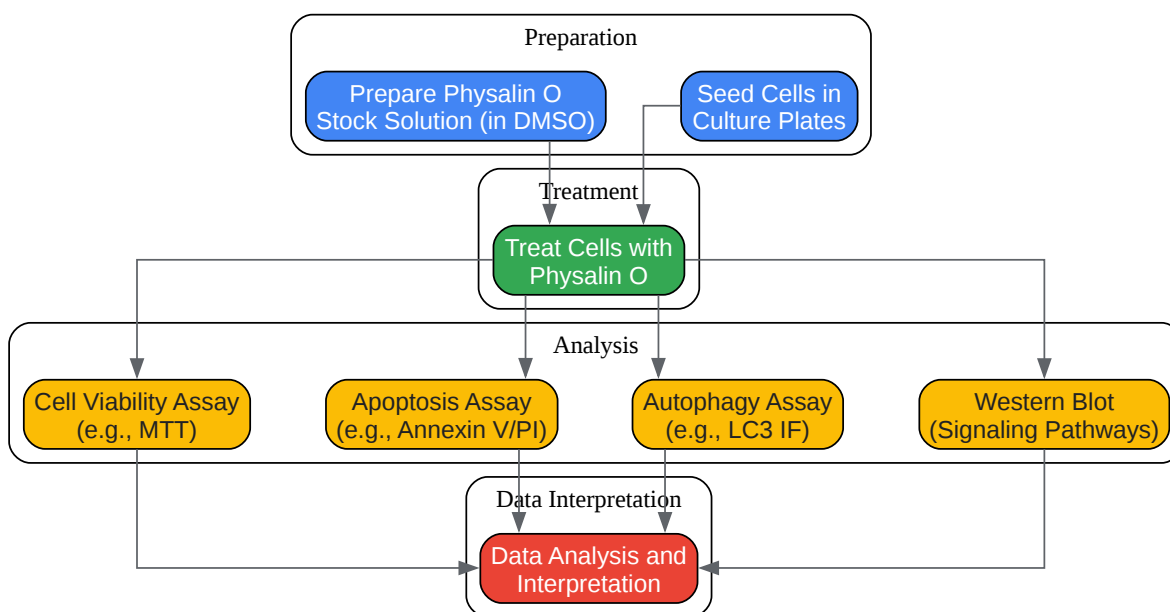 Preparation
Prepare Physalin O
Stock Solution (in DMSO)
Seed Cells in
Culture Plates
Treatment
Treat Cells with
Physalin O
Analysis
Cell Viability Assay
(e.g., MTT)
Apoptosis Assay
(e.g., Annexin V/PI)
Autophagy Assay
(e.g., LC3 IF)
Western Blot
(Signaling Pathways)
Data Interpretation
Data Analysis and
Interpretation